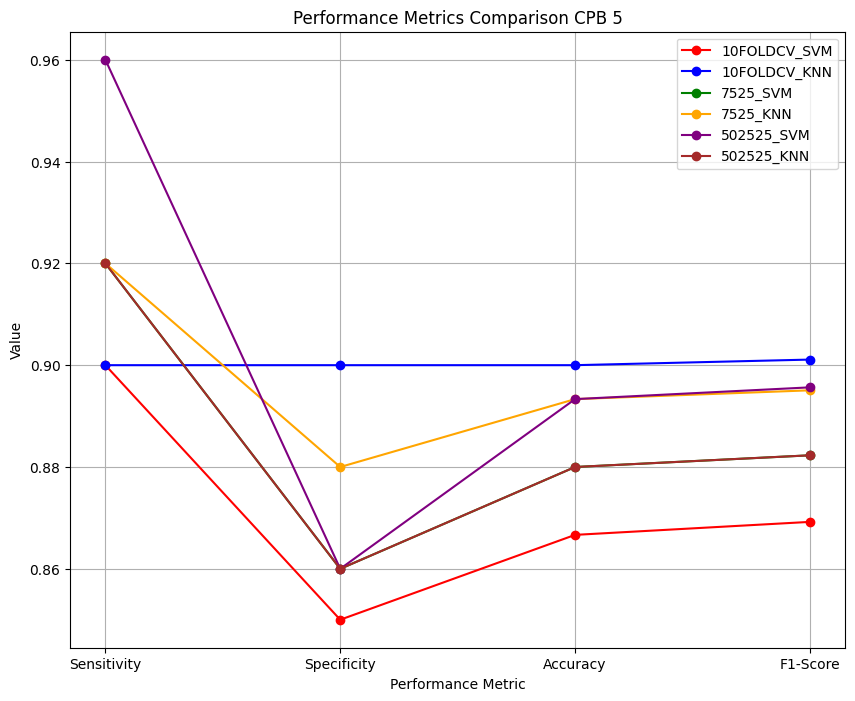 Performance Metrics Comparison CPB 5
10FOLDCV_SVM
10FOLDCV_KNN
7525_SVM
7525_KNN
502525_SVM
502525_KNN
0.96
0.94
0.92
0.90
0.88
0.86
Value
Sensitivity
Specificity
Accuracy
F1-Score
Performance Metric